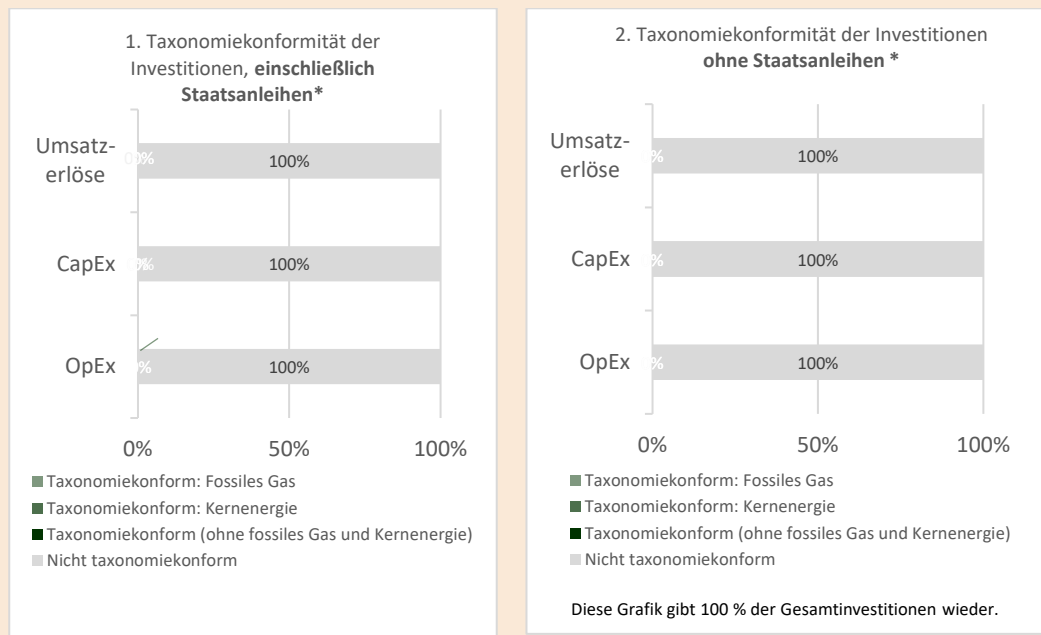 1. Taxonomiekonformität der
Investitionen, einschließlich
Staatsanleihen*
Umsatz-
erlöse
100%
CapEx
100%
OpEx
100%
0%
50%
100%
Taxonomiekonform: Fossiles Gas
Taxonomiekonform: Kernenergie
Taxonomiekonform (ohne fossiles Gas und Kernenergie)
Nicht taxonomiekonform
2. Taxonomiekonformität der Investitionen
ohne Staatsanleihen *
Umsatz-
erlöse
100%
CapEx
100%
OpEx
100%
0%
50%
100%
Taxonomiekonform: Fossiles Gas
Taxonomiekonform: Kernenergie
Taxonomiekonform (ohne fossiles Gas und Kernenergie)
Nicht taxonomiekonform
Diese Grafik gibt 100 % der Gesamtinvestitionen wieder.